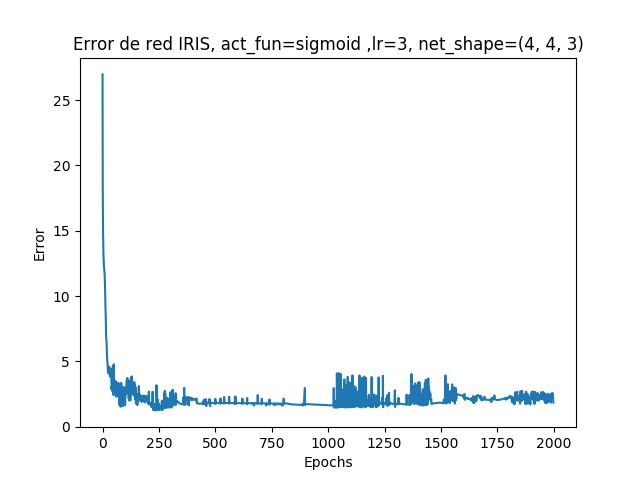 Error de red IRIS, act_fun=sigmoid ,lr=3, net_shape=(4, 4, 3)
25
20
15
10
5
0
Error
0 250 500 750 1000 1250 1500 1750 2000
Epochs